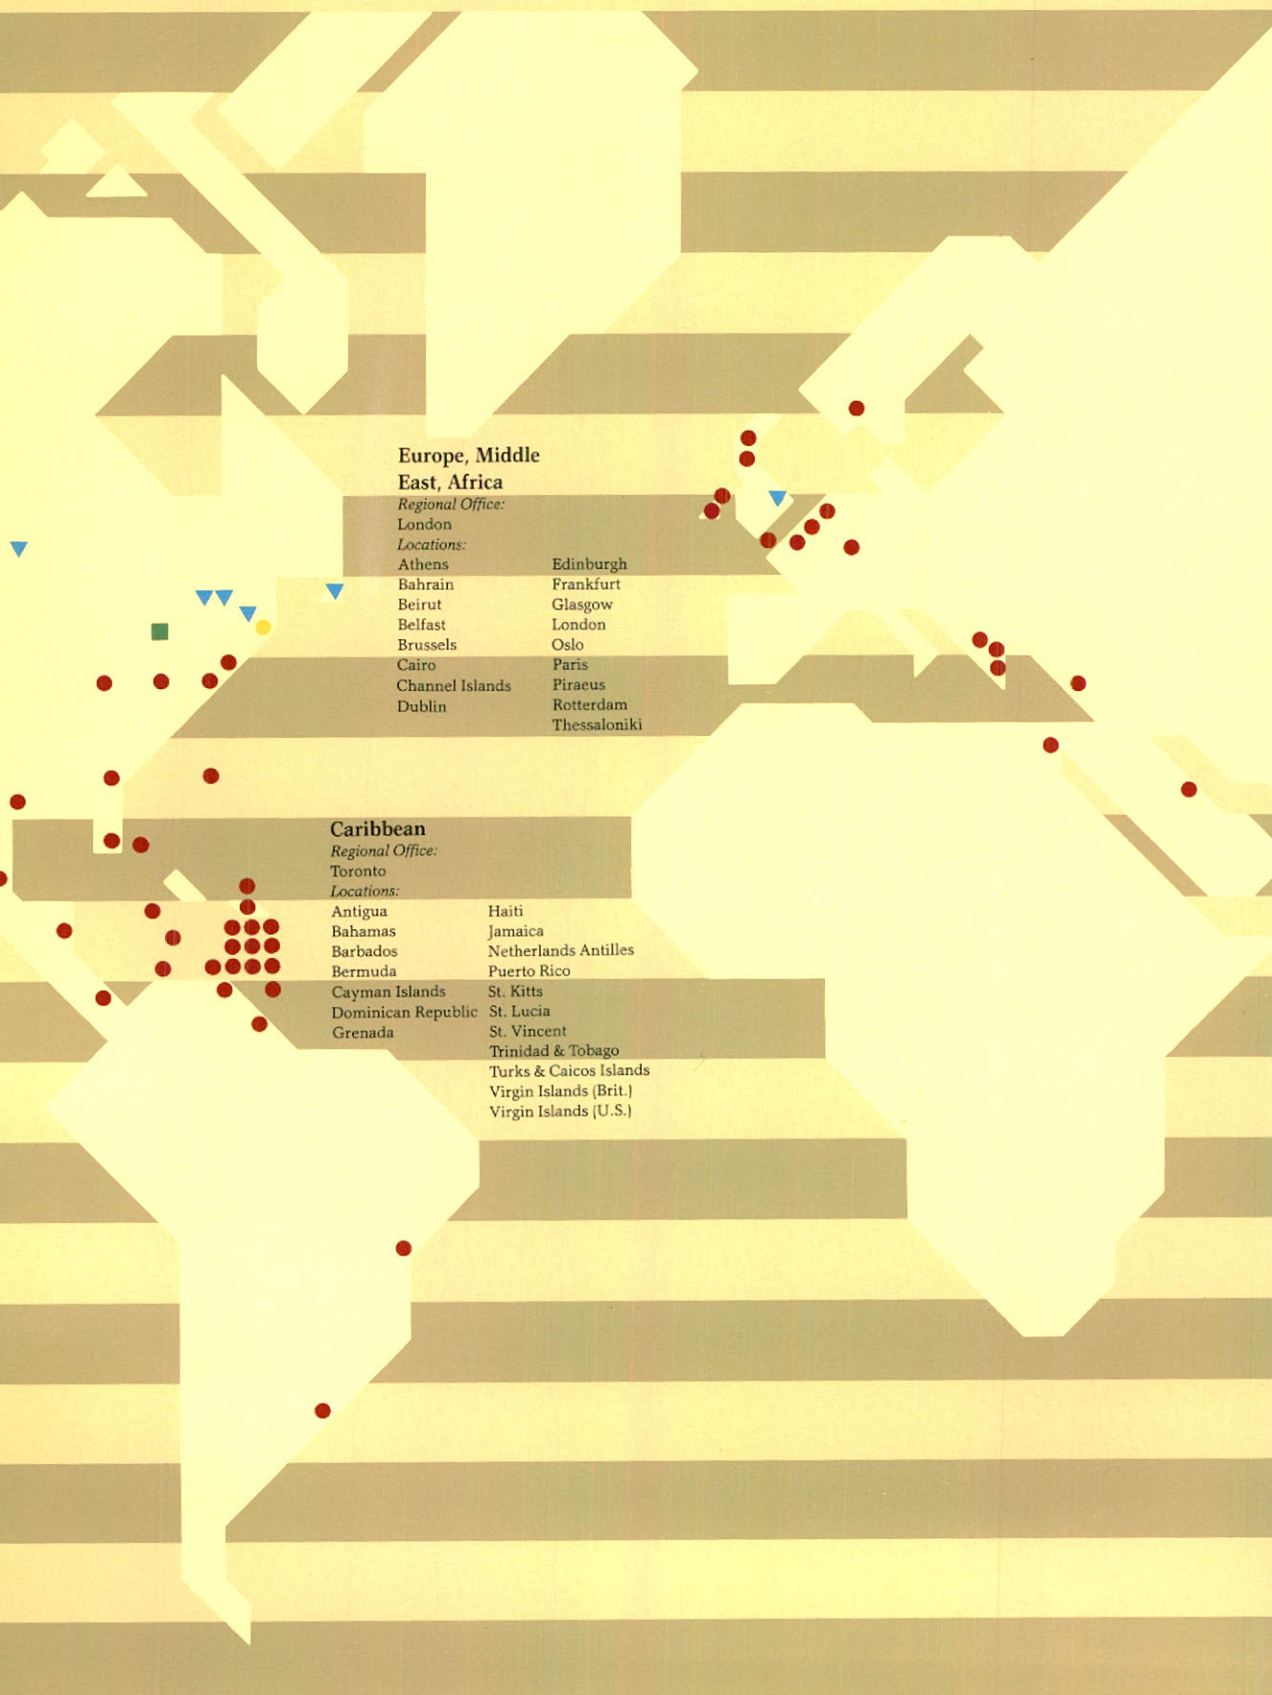 Europe, Middle
East, Africa
Regional Office:
London
Locations:
Athens
Bahrain
Beirut
Belfast
Brussels
Cairo
Channel Islands
Dublin
Edinburgh
Frankfurt
Glasgow
London
Oslo
Paris
Piraeus
Rotterdam
Thessaloniki
Caribbean
Regional Office:
Toronto
Locations:
Antigua
Bahamas
Barbados
Bermuda
Cayman Islands
Dominican Republic
Grenada
Haiti
Jamaica
Netherlands Antilles
Puerto Rico
St. Kitts
St. Lucia
St. Vincent
Trinidad & Tobago
Turks & Caicos Islands
Virgin Islands (Brit.)
Virgin Islands (U.S.)